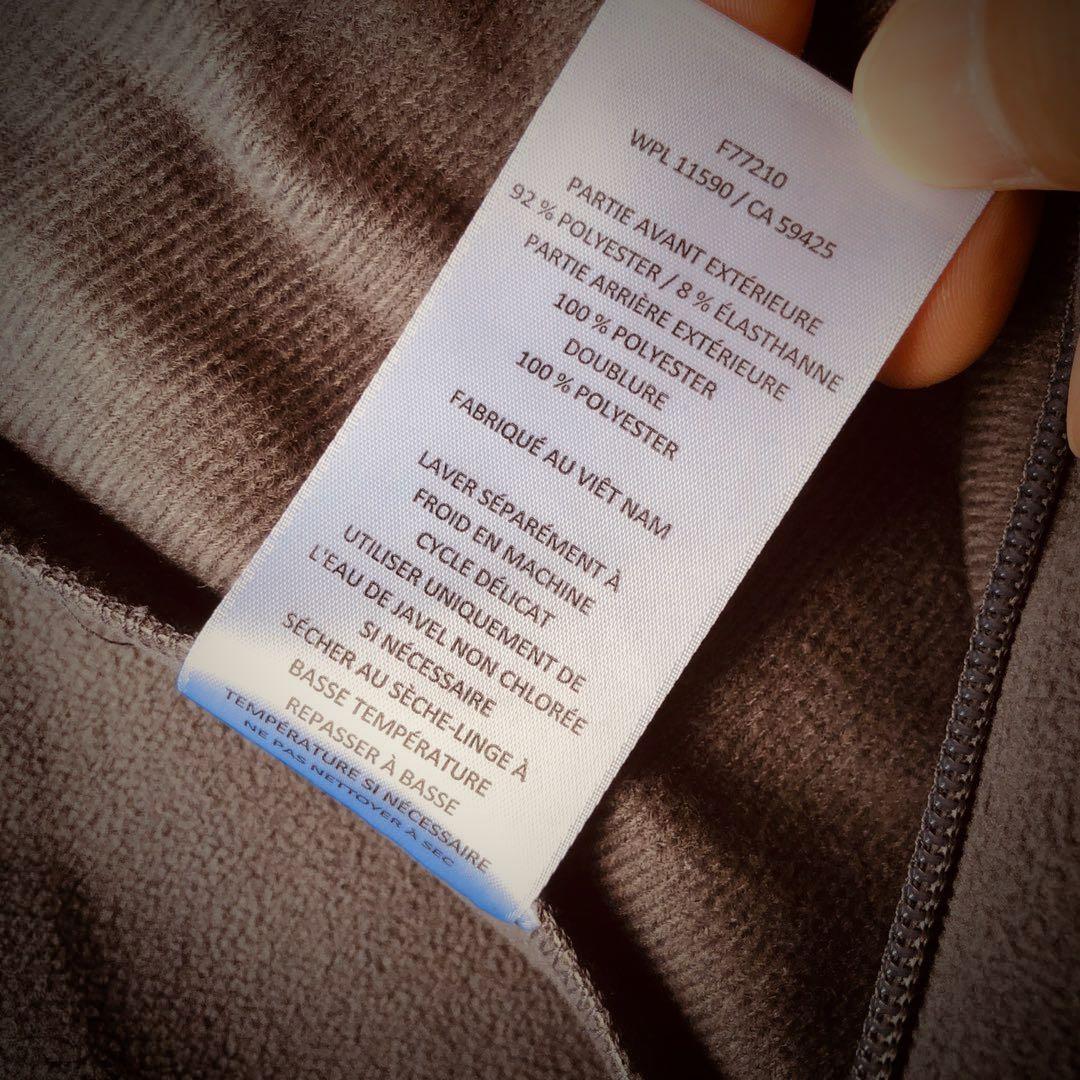 F77210
WPL 11590 / CA 59425
PARTIE AVANT EXTÉRIEURE
92 % POLYESTER / 8 % ÉLASTHANNE
PARTIE ARRIÈRE EXTÉRIEURE
100 % POLYESTER
DOUBLURE
100 % POLYESTER
FABRIQUÉ AU VIÊT NAM
LAVER SÉPARÉMENT À
FROID EN MACHINE
CYCLE DÉLICAT
UTILISER UNIQUEMENT DE
L'EAU DE JAVEL NON CHLORÉE
SI NÉCESSAIRE
SÉCHER AU SÈCHE-LINGE À
BASSE TEMPÉRATURE
REPASSER À BASSE
TEMPÉRATURE SI NÉCESSAIRE
NE PAS NETTOYER À SEC